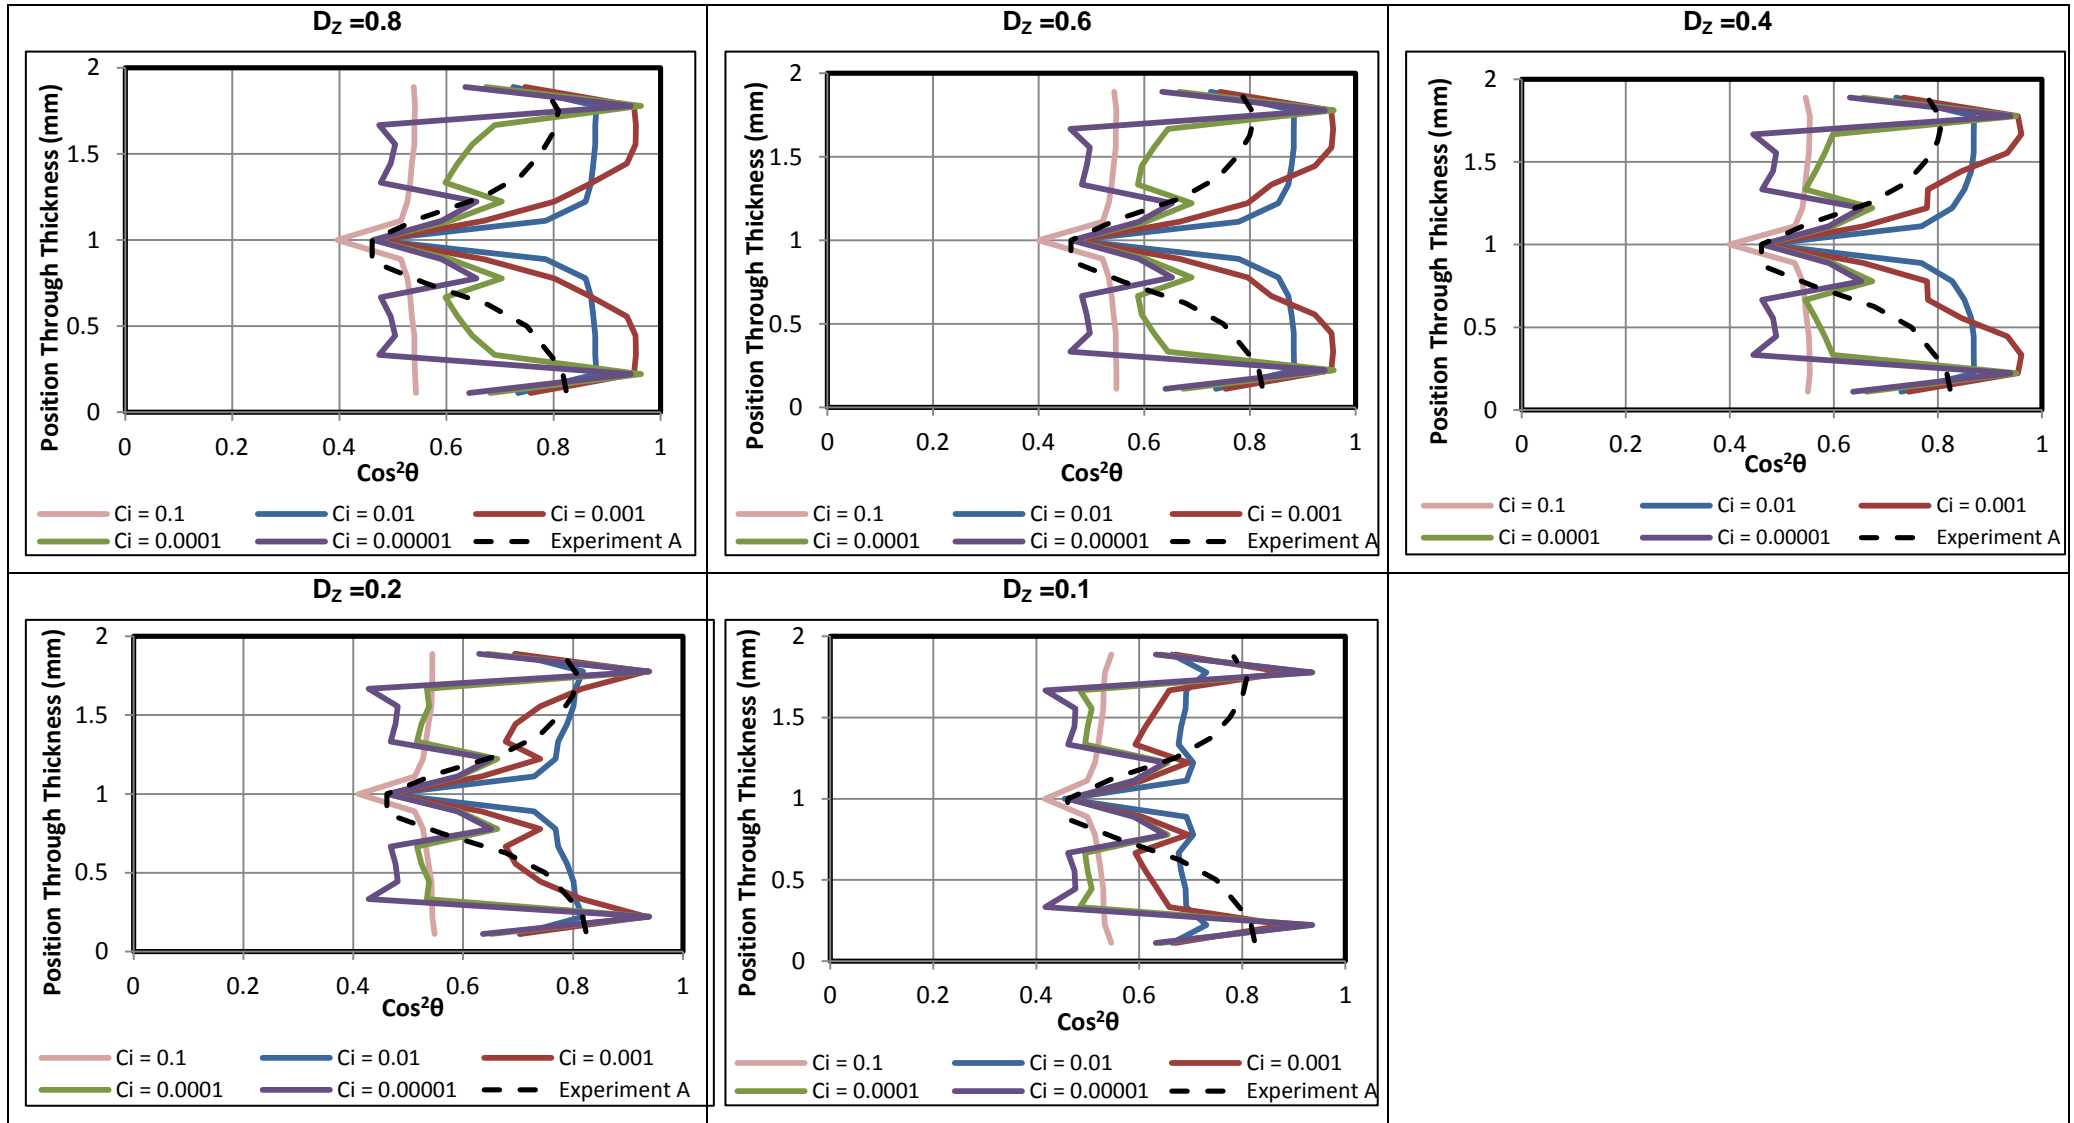 D_Z =0.8
Position Through Thickness (mm)
2
1.5
1
0.5
0
0 0.2 0.4 0.6 0.8 1
Cos²θ
Ci = 0.1 Ci = 0.01 Ci = 0.001
Ci = 0.0001 Ci = 0.00001 Experiment A
D_Z =0.6
Position Through Thickness (mm)
2
1.5
1
0.5
0
0 0.2 0.4 0.6 0.8 1
Cos²θ
Ci = 0.1 Ci = 0.01 Ci = 0.001
Ci = 0.0001 Ci = 0.00001 Experiment A
D_Z =0.4
Position Through Thickness (mm)
2
1.5
1
0.5
0
0 0.2 0.4 0.6 0.8 1
Cos²θ
Ci = 0.1 Ci = 0.01 Ci = 0.001
Ci = 0.0001 Ci = 0.00001 Experiment A
D_Z =0.2
Position Through Thickness (mm)
2
1.5
1
0.5
0
0 0.2 0.4 0.6 0.8 1
Cos²θ
Ci = 0.1 Ci = 0.01 Ci = 0.001
Ci = 0.0001 Ci = 0.00001 Experiment A
D_Z =0.1
Position Through Thickness (mm)
2
1.5
1
0.5
0
0 0.2 0.4 0.6 0.8 1
Cos²θ
Ci = 0.1 Ci = 0.01 Ci = 0.001
Ci = 0.0001 Ci = 0.00001 Experiment A